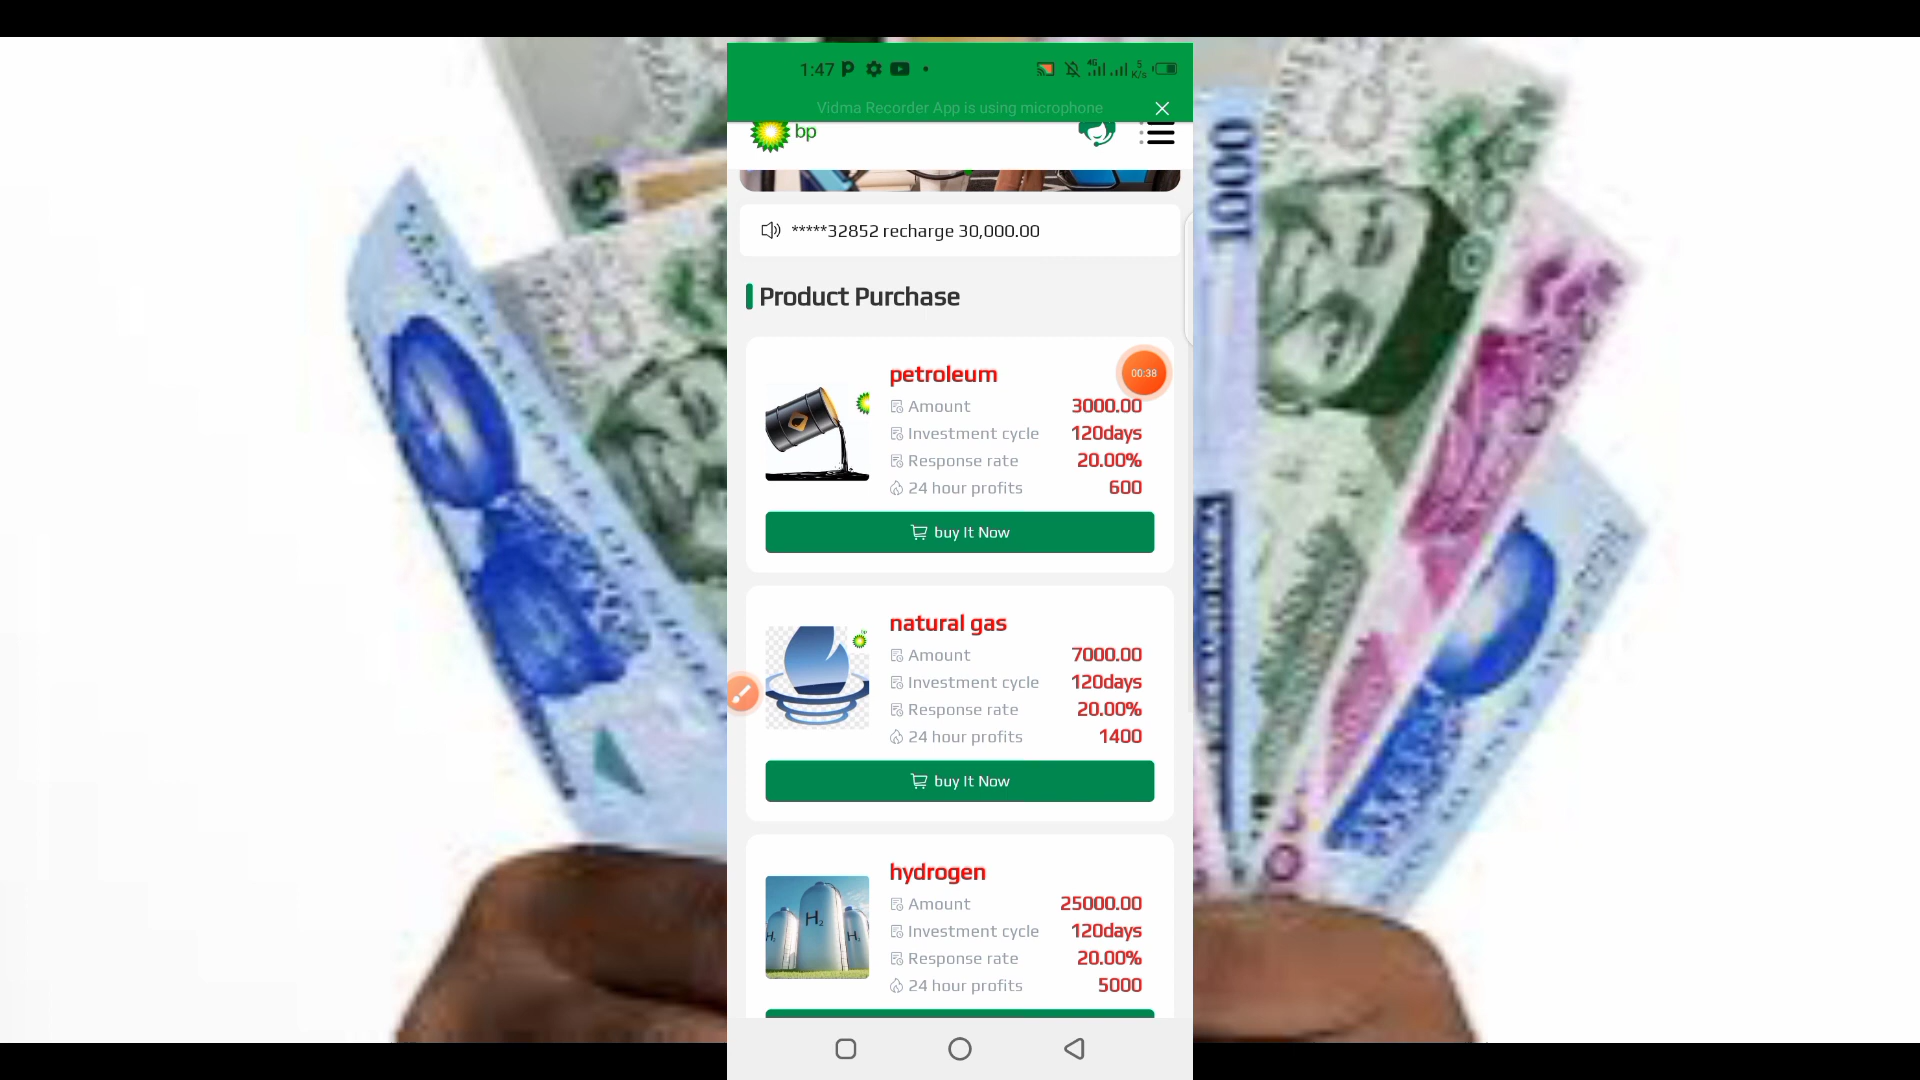 1:47
4G
5
K/s
Vidma Recorder App is using microphone
bp
*****32852 recharge 30,000.00
Product Purchase
petroleum
00:38
Amount 3000.00
Investment cycle 120days
Response rate 20.00%
24 hour profits 600
buy It Now
natural gas
Amount 7000.00
Investment cycle 120days
Response rate 20.00%
24 hour profits 1400
buy It Now
hydrogen
H₂
Amount 25000.00
Investment cycle 120days
Response rate 20.00%
24 hour profits 5000
1000